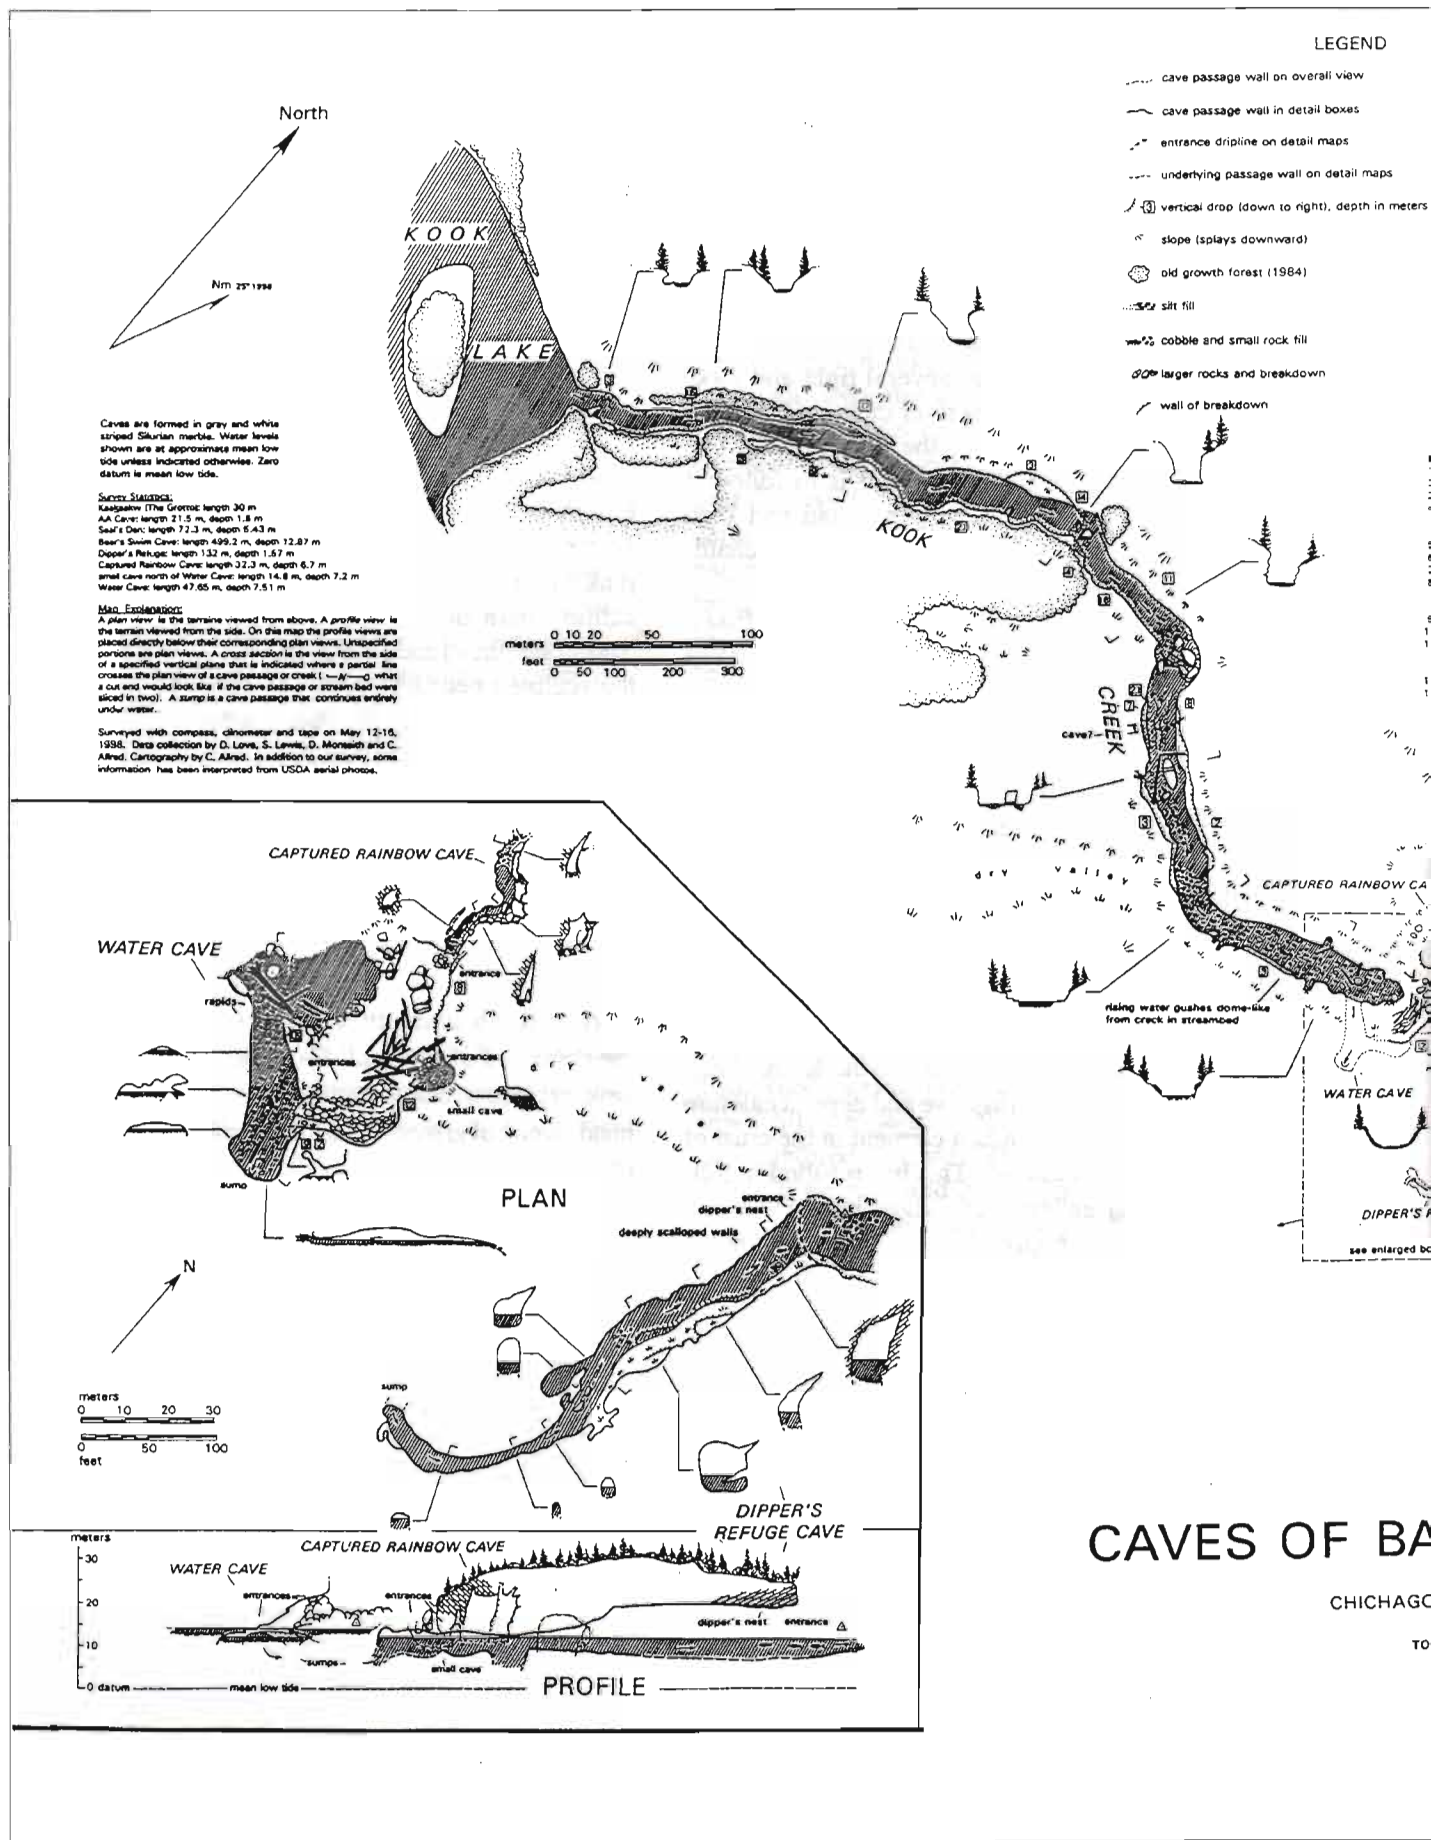 LEGEND
cave passage wall on overall view
cave passage wall in detail boxes
entrance dripline on detail maps
underlying passage wall on detail maps
3 vertical drop (down to right), depth in meters
slope (splays downward)
old growth forest (1984)
silt fill
cobble and small rock fill
larger rocks and breakdown
wall of breakdown
North
Nm 25° 1998
KOOK
LAKE
Caves are formed in gray and white
striped Silurian marble. Water levels
shown are at approximate mean low
tide unless indicated otherwise. Zero
datum is mean low tide.
Survey Statistics:
(The Grotto): length 30 m
AA Cave: length 21.5 m, depth 1.8 m
Seal's Den: length 72.3 m, depth 6.43 m
Bear's Swim Cave: length 499.2 m, depth 12.87 m
Dipper's Refuge: length 132 m, depth 1.67 m
Captured Rainbow Cave: length 32.3 m, depth 6.7 m
small cave north of Water Cave: length 14.8 m, depth 7.2 m
Water Cave: length 47.65 m, depth 7.51 m
Map Explanation:
A plan view is the terraine viewed from above. A profile view is
the terrain viewed from the side. On this map the profile views are
placed directly below their corresponding plan views. Unspecified
portions are plan views. A cross section is the view from the side
of a specified vertical plane that is indicated where a partial line
crosses the plan view of a cave passage or creek ( what
a cut end would look like if the cave passage or stream bed were
sliced in two). A sump is a cave passage that continues entirely
under water.
Surveyed with compass, clinometer and tape on May 12-16,
1998. Data collection by D. Love, S. Lewis, D. Monteith and C.
Allred. Cartography by C. Allred. In addition to our survey, some
information has been interpreted from USDA aerial photos.
meters 0 10 20 50 100
feet 0 50 100 200 300
KOOK
CREEK
cave?
dry valley
rising water gushes dome-like
from crack in streambed
CAPTURED RAINBOW CA
WATER CAVE
DIPPER'S R
see enlarged bo
CAPTURED RAINBOW CAVE
WATER CAVE
rapids
entrance
entrances
entrances
small cave
dry valley
sump
PLAN
entrance
dipper's nest
deeply scalloped walls
N
sump
meters
0 10 20 30
0 50 100
feet
DIPPER'S
REFUGE CAVE
meters
30
20
10
0 datum
CAPTURED RAINBOW CAVE
WATER CAVE
entrances
entrances
dipper's nest entrance
sumps
small cave
mean low tide
PROFILE
CAVES OF BA
CHICHAGO
TO